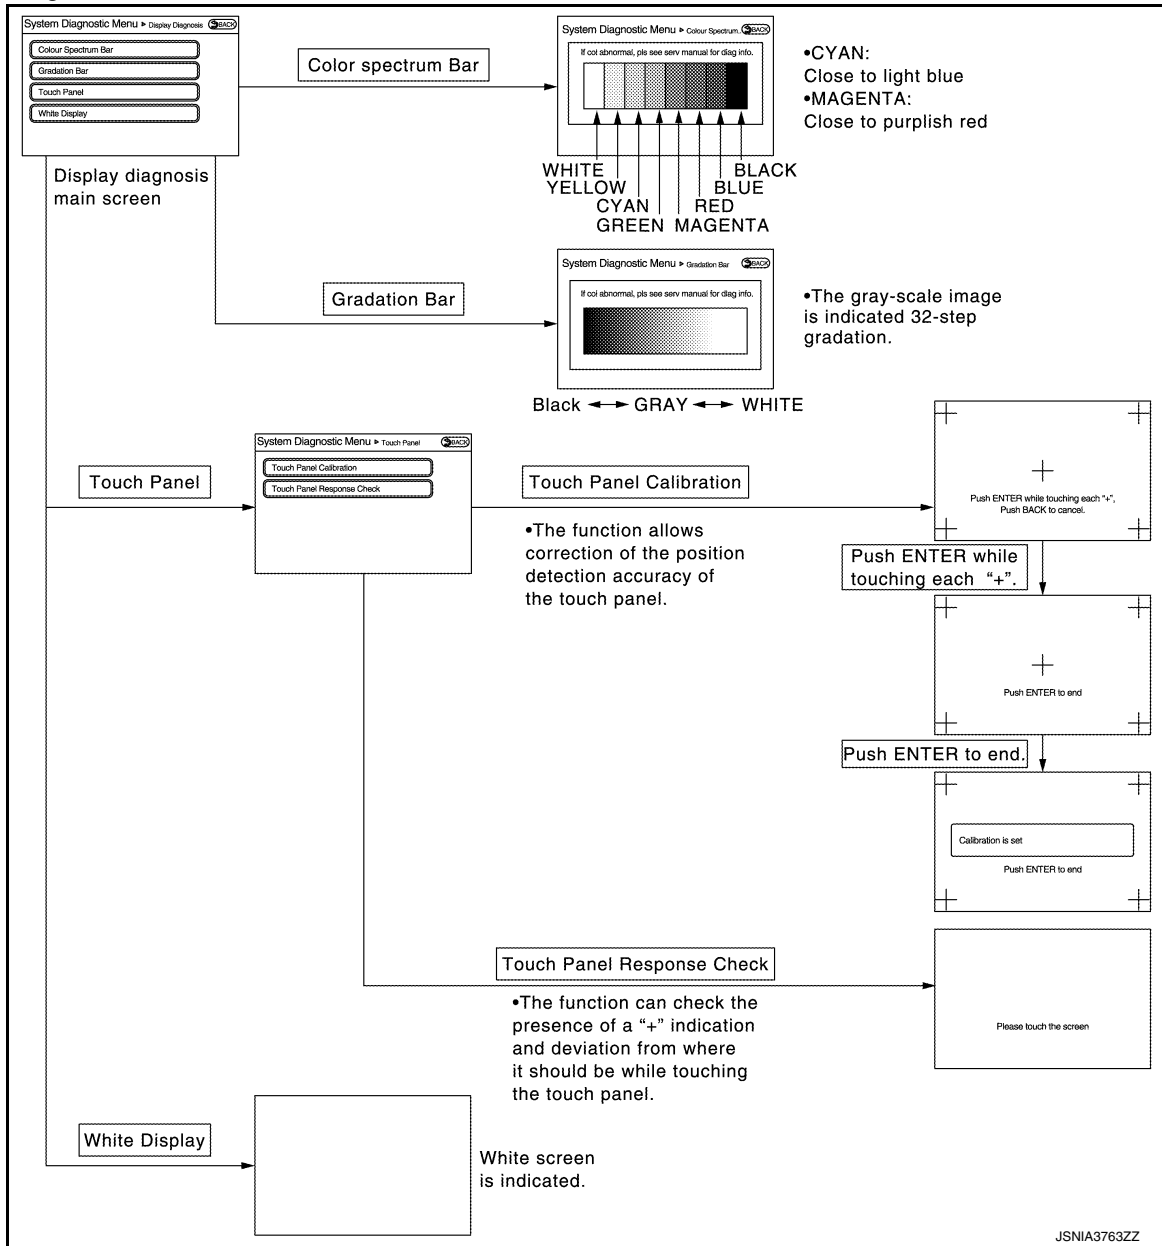 System Diagnostic Menu ▶ Display Diagnosis BACK
Colour Spectrum Bar
Gradation Bar
Touch Panel
White Display
Display diagnosis
main screen
Color spectrum Bar
System Diagnostic Menu ▶ Colour Spectrum.. BACK
If col abnormal, pls see serv manual for diag info.
WHITE
YELLOW
CYAN
GREEN
MAGENTA
RED
BLUE
BLACK
•CYAN:
Close to light blue
•MAGENTA:
Close to purplish red
Gradation Bar
System Diagnostic Menu ▶ Gradation Bar BACK
If col abnormal, pls see serv manual for diag info.
Black GRAY WHITE
•The gray-scale image
is indicated 32-step
gradation.
Touch Panel
System Diagnostic Menu ▶ Touch Panel BACK
Touch Panel Calibration
Touch Panel Response Check
Touch Panel Calibration
•The function allows
correction of the position
detection accuracy of
the touch panel.
Push ENTER while touching each "+",
Push BACK to cancel.
Push ENTER while
touching each "+".
Push ENTER to end
Push ENTER to end.
Calibration is set
Push ENTER to end
Touch Panel Response Check
•The function can check the
presence of a "+" indication
and deviation from where
it should be while touching
the touch panel.
Please touch the screen
White Display
White screen
is indicated.
JSNIA3763ZZ